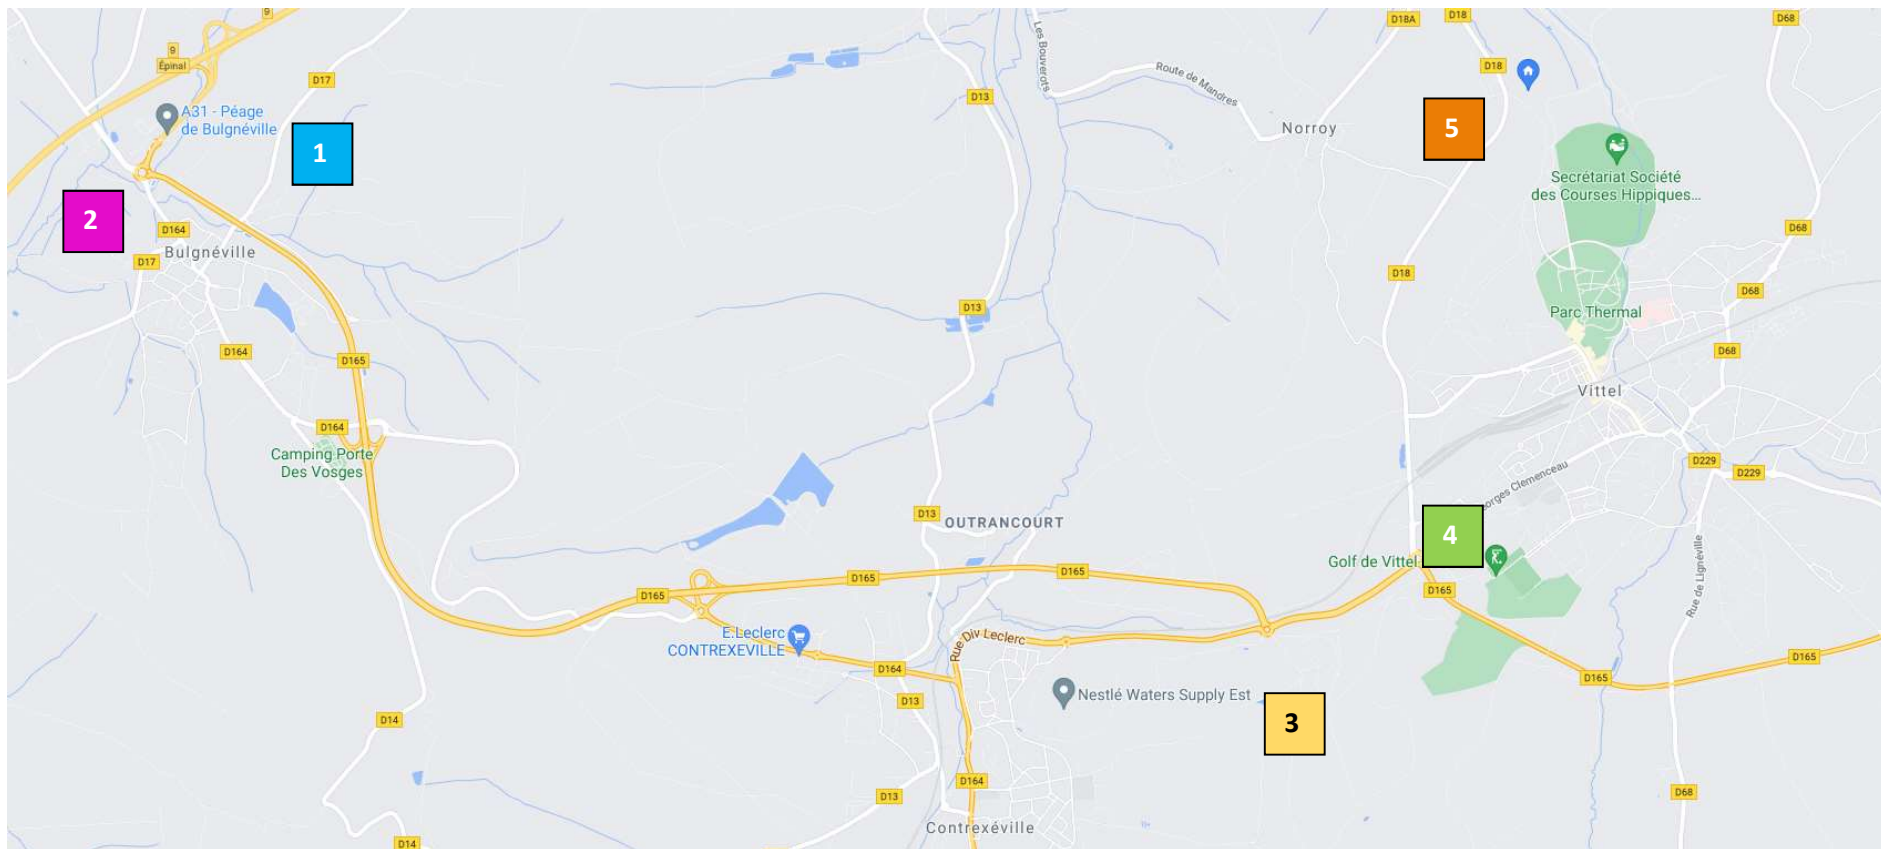 9
9
Épinal
D17
A31 - Péage
de Bulgnéville
1
2
D164
Bulgnéville
D17
D164
D165
D164
Camping Porte
Des Vosges
D13
Les Bouverots
Route de Mandres
Norroy
D18A
D18
D18
D68
5
Secrétariat Société
des Courses Hippiques...
D68
D18
D13
D68
Parc Thermal
D68
Vittel
D229
D229
D13
OUTRANCOURT
orges Clemenceau
4
Golf de Vittel
D165
D165
D165
D165
Rue de Lignéville
E.Leclerc
CONTREXEVILLE
Rue Div Leclerc
D164
D13
Nestlé Waters Supply Est
3
D165
D165
D14
D164
D13
D68
Contrexéville
D14